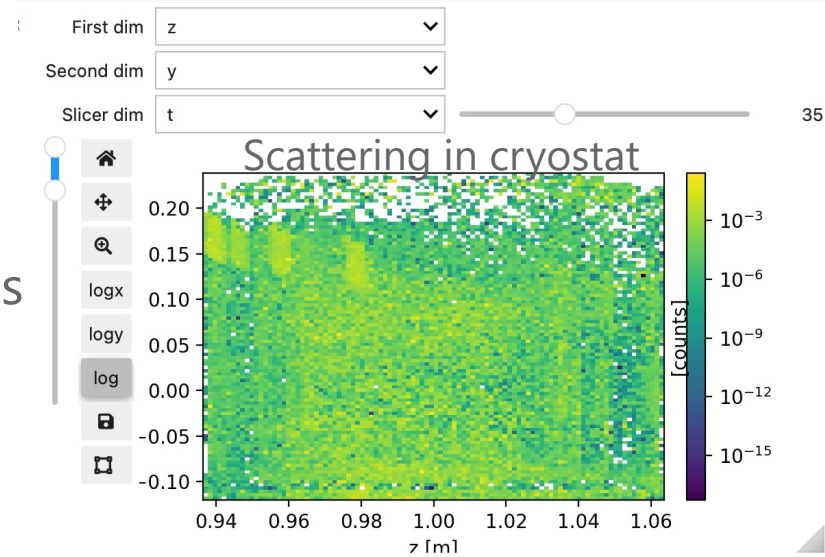 First dim z
Second dim y
Slicer dim t 35
Scattering in cryostat
s
logx
logy
log
0.20
0.15
0.10
0.05
0.00
-0.05
-0.10
0.94 0.96 0.98 1.00 1.02 1.04 1.06
z [m]
[counts]
10⁻³
10⁻⁶
10⁻⁹
10⁻¹²
10⁻¹⁵